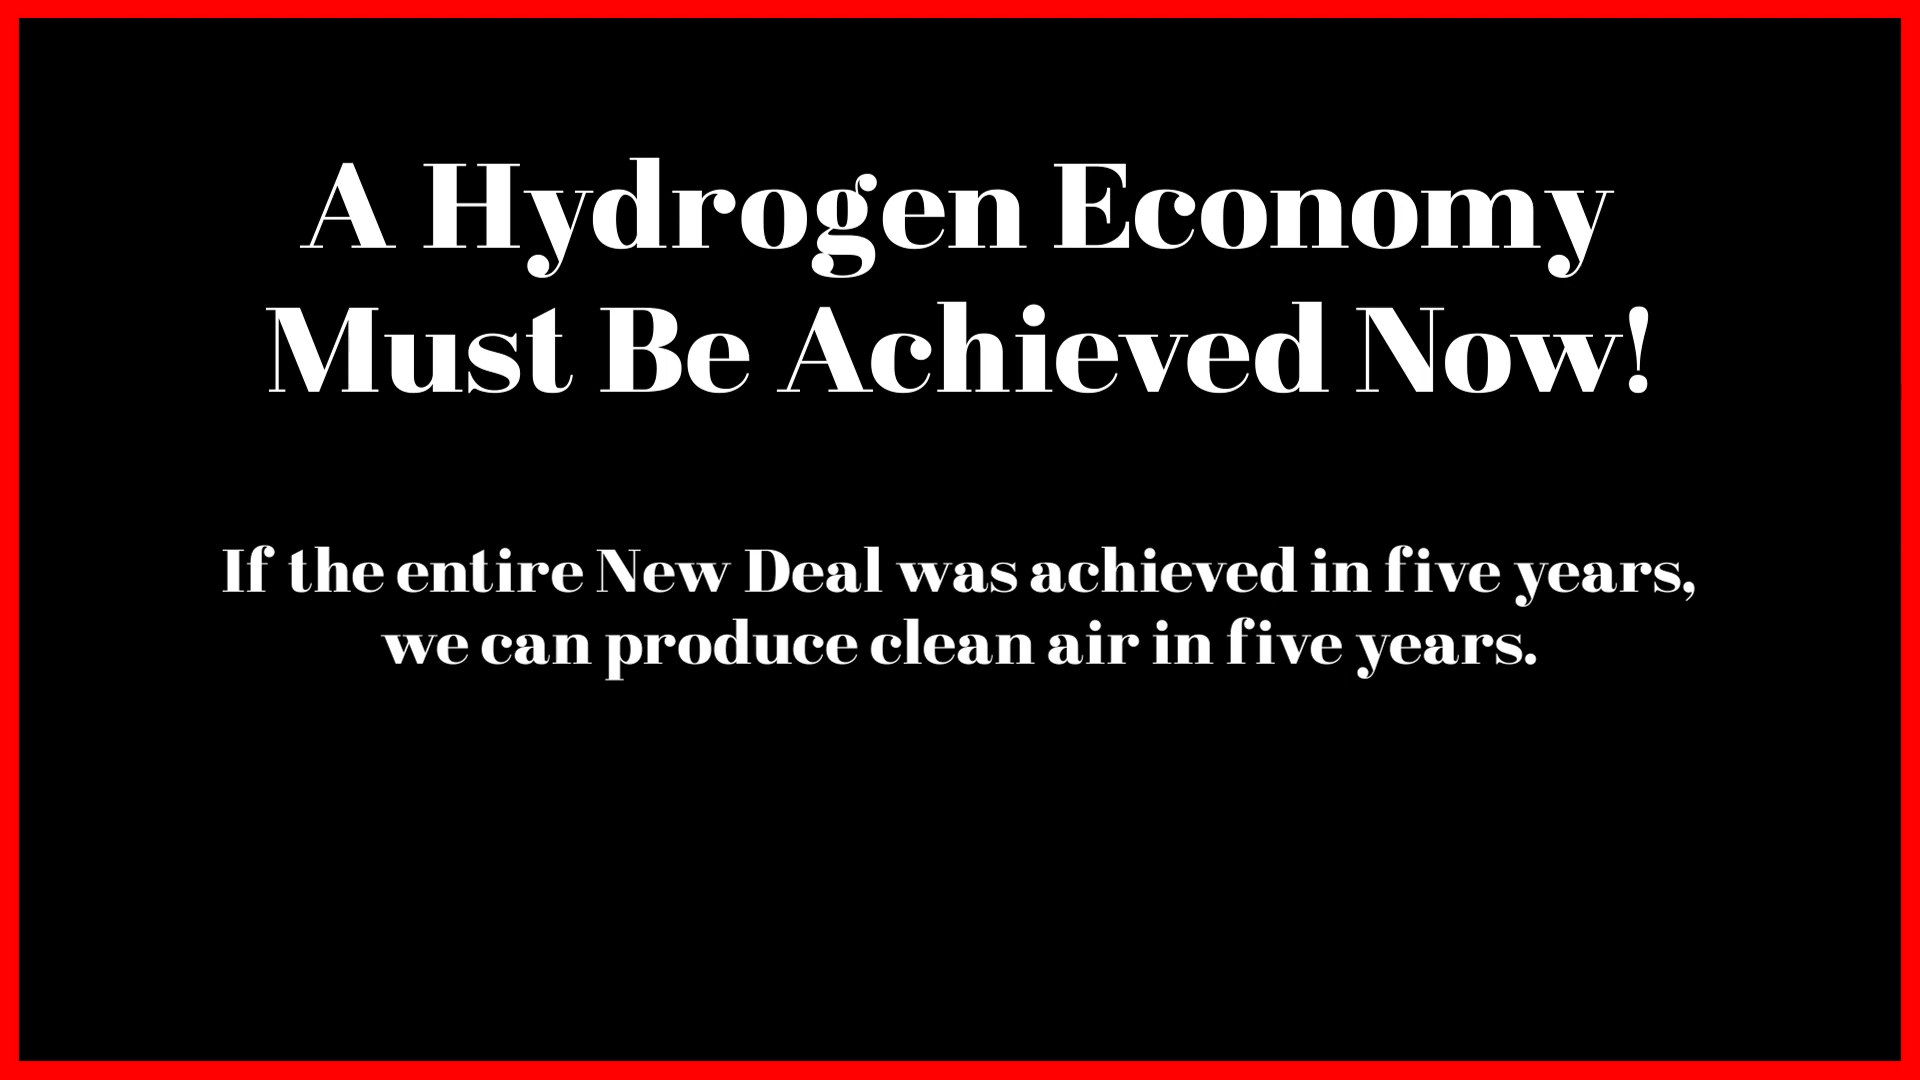 A Hydrogen Economy
Must Be Achieved Now!
If the entire New Deal was achieved in five years,
we can produce clean air in five years.